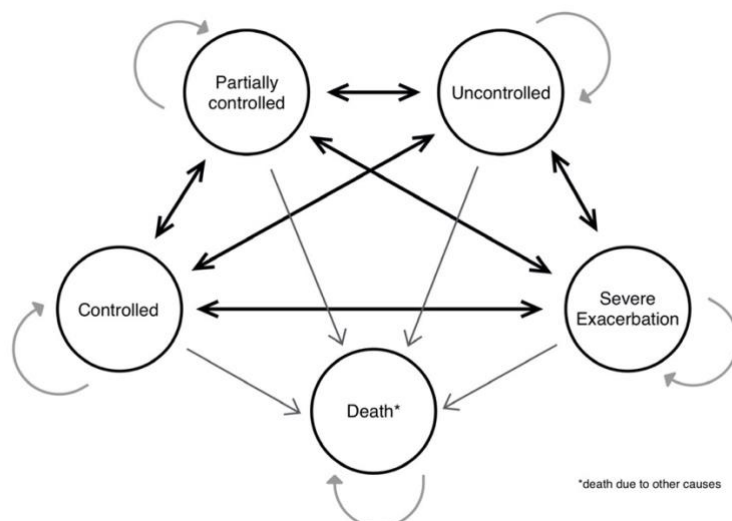 Partially
controlled
Uncontrolled
Controlled
Severe
Exacerbation
Death*
*death due to other causes